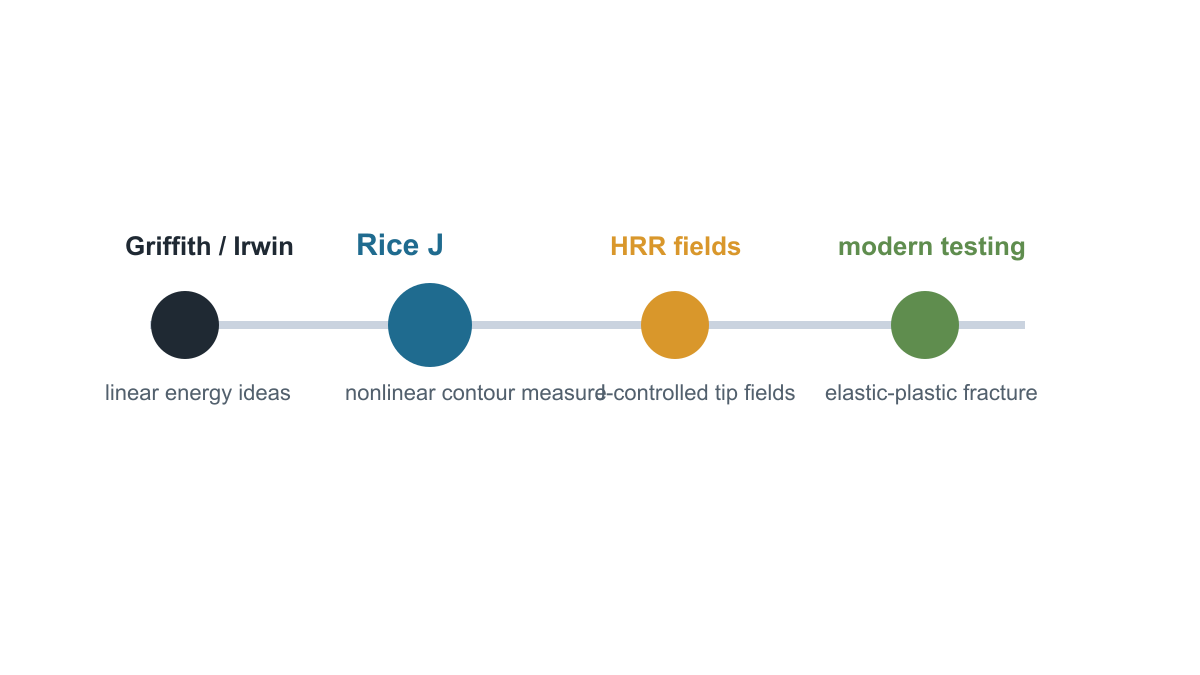 Griffith / Irwin
Rice J
HRR fields
modern testing
linear energy ideas
nonlinear contour measure
J-controlled tip fields
elastic-plastic fracture